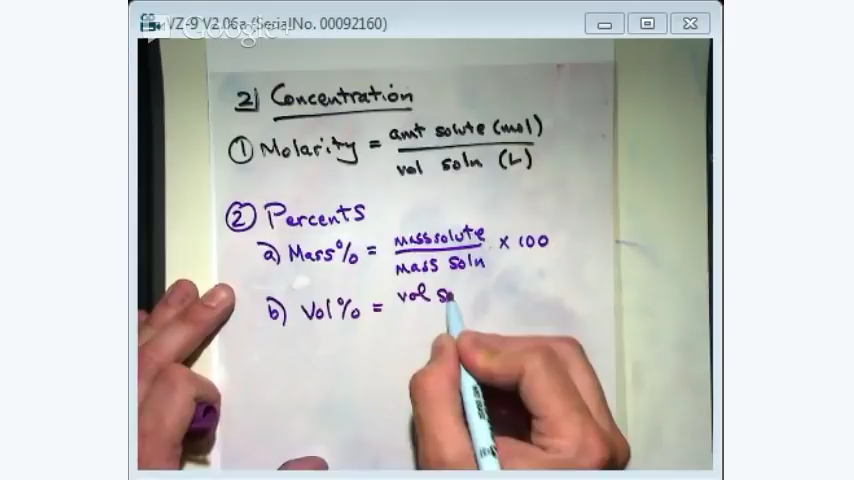 VZ-9 V2.06a (SerialNo. 00092160)
Google+
2) Concentration
① Molarity = amt solute (mol)
vol soln (L)
② Percents
a) Mass% = mass solute × 100
mass soln
b) Vol% = vol s